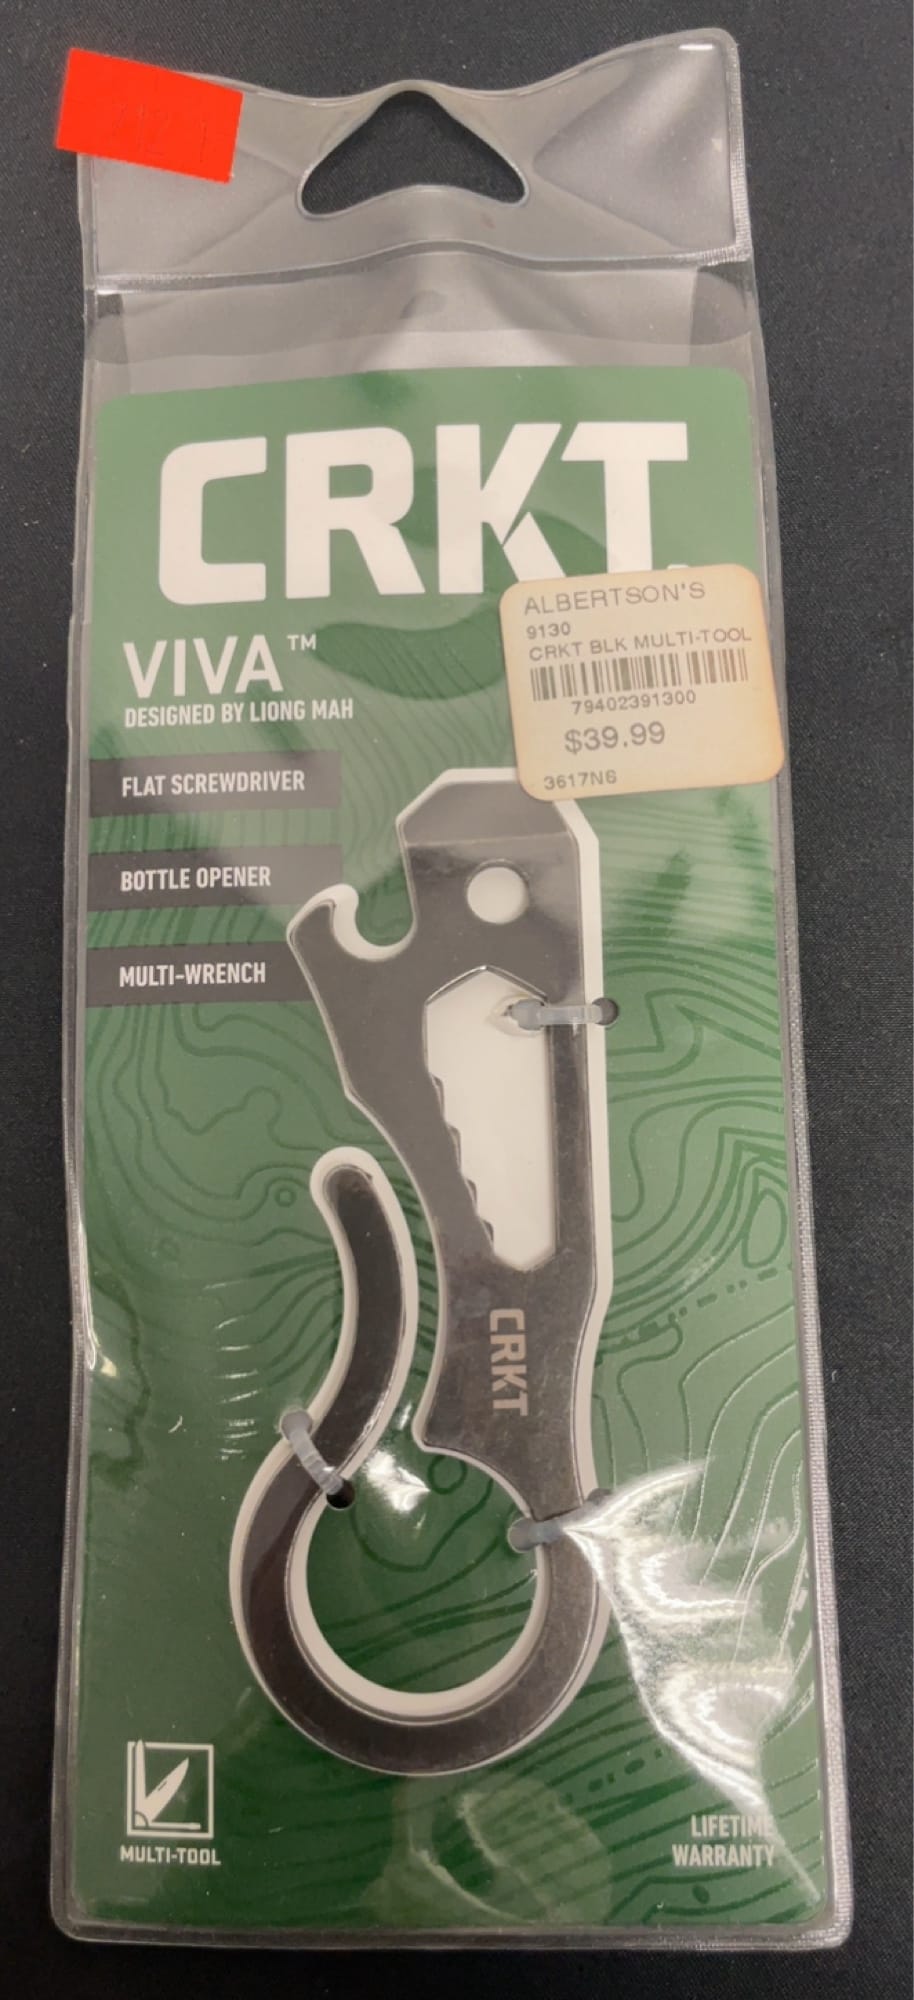 CRKT.
VIVA™
DESIGNED BY LIONG MAH
ALBERTSON'S
9130
CRKT BLK MULTI-TOOL
79402391300
$39.99
3617N6
FLAT SCREWDRIVER
BOTTLE OPENER
MULTI-WRENCH
CRKT
MULTI-TOOL
LIFETIME
WARRANTY